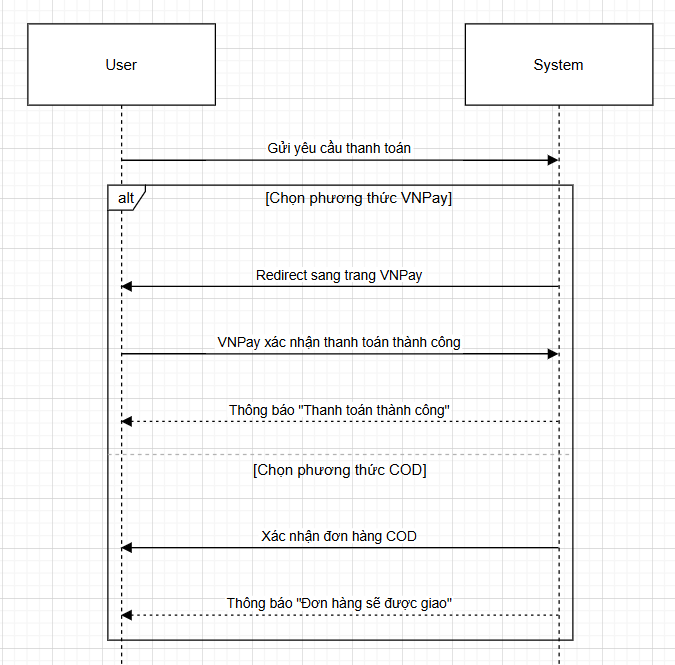 User
System
Gửi yêu cầu thanh toán
alt
[Chọn phương thức VNPay]
Redirect sang trang VNPay
VNPay xác nhận thanh toán thành công
Thông báo "Thanh toán thành công"
[Chọn phương thức COD]
Xác nhận đơn hàng COD
Thông báo "Đơn hàng sẽ được giao"